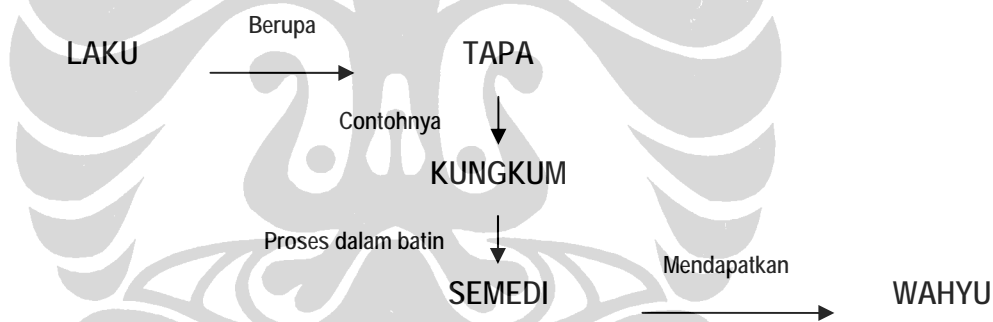 Berupa
LAKU
TAPA
Contohnya
KUNGKUM
Proses dalam batin
SEMEDI
Mendapatkan
WAHYU